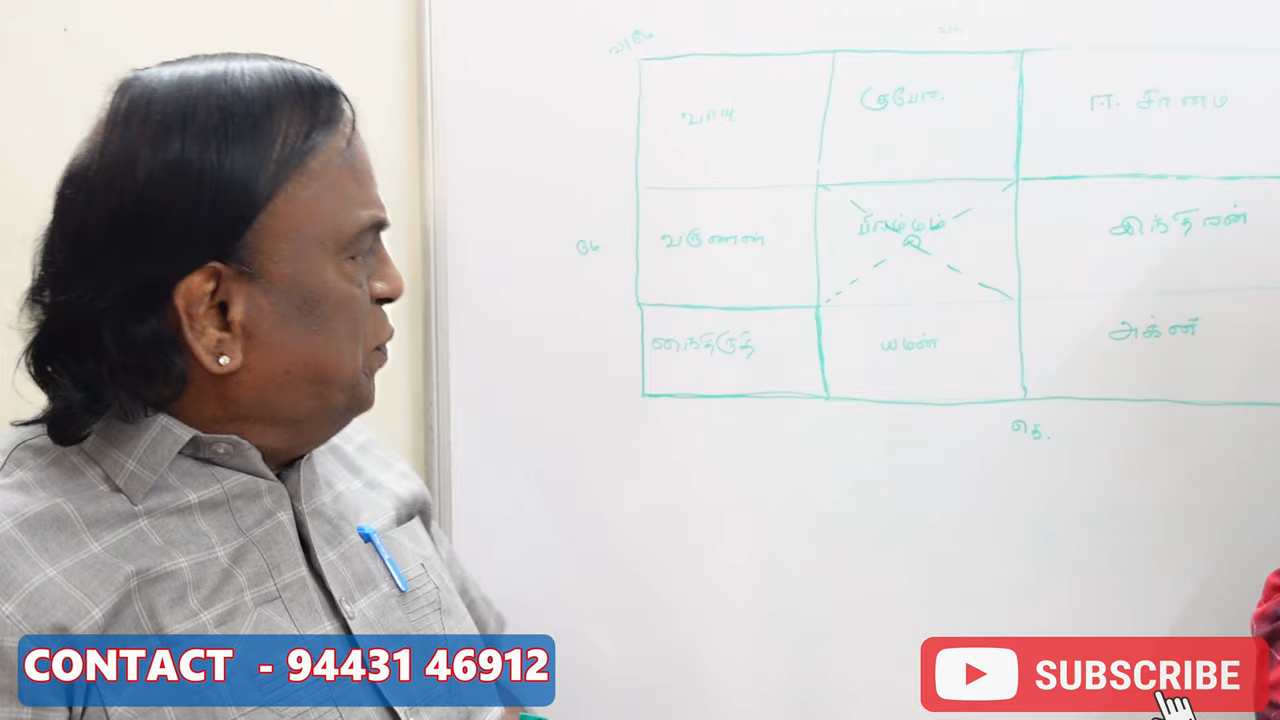 வாயு
குபேர.
ஈசானம
வருணன்
பிரம்மம்
இந்திரன்
யமன்
அக்னி
தெ.
CONTACT - 94431 46912
SUBSCRIBE